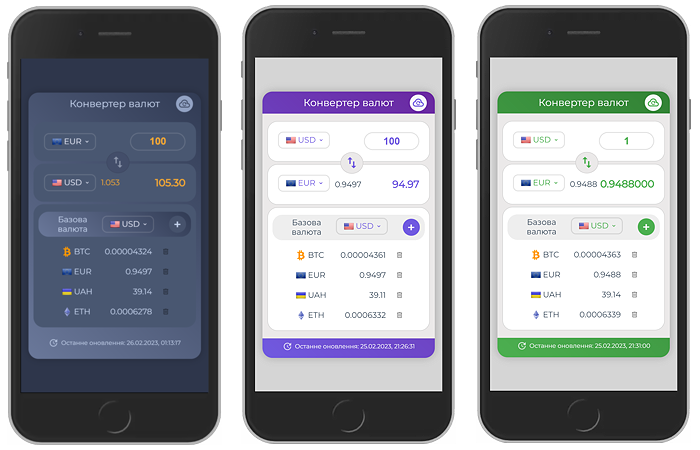 Конвертер валют
EUR 100
USD 1.053 105.30
Базова валюта USD +
BTC 0.00004324
EUR 0.9497
UAH 39.14
ETH 0.0006278
Останнє оновлення: 26.02.2023, 01:13:17
Конвертер валют
USD 100
EUR 0.9497 94.97
Базова валюта USD +
BTC 0.00004361
EUR 0.9497
UAH 39.11
ETH 0.0006332
Останнє оновлення: 25.02.2023, 21:26:31
Конвертер валют
USD 1
EUR 0.9488 0.9488000
Базова валюта USD +
BTC 0.00004363
EUR 0.9488
UAH 39.14
ETH 0.0006339
Останнє оновлення: 25.02.2023, 21:31:00